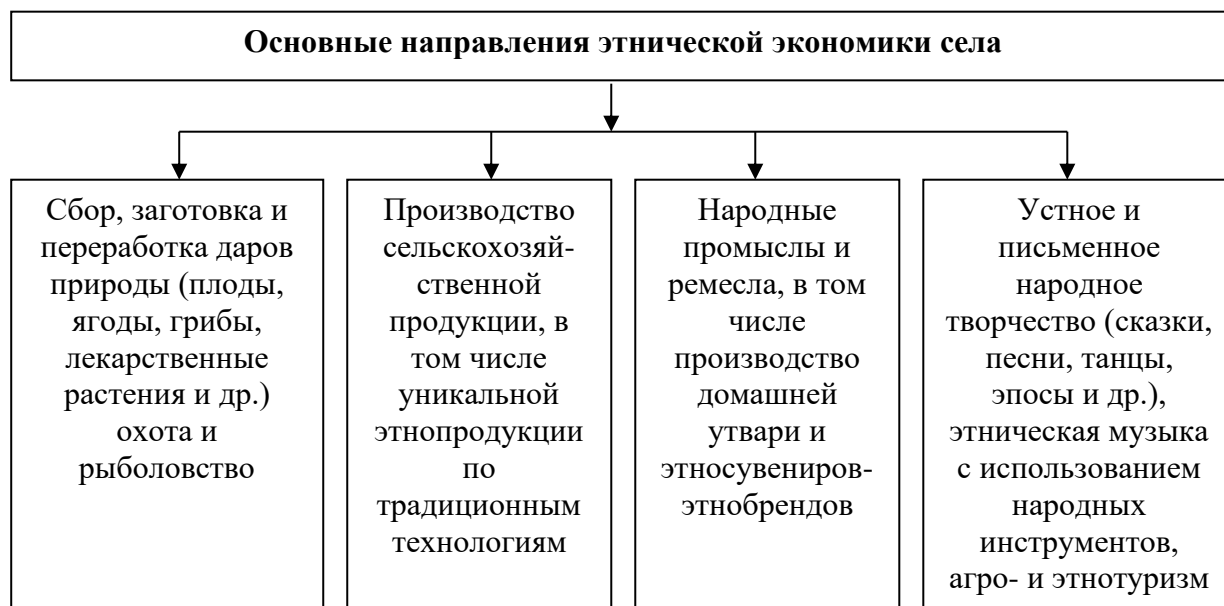 Основные направления этнической экономики села
Сбор, заготовка и
переработка даров
природы (плоды,
ягоды, грибы,
лекарственные
растения и др.)
охота и
рыболовство
Производство
сельскохозяй-
ственной
продукции, в
том числе
уникальной
этнопродукции
по
традиционным
технологиям
Народные
промыслы и
ремесла, в том
числе
производство
домашней
утвари и
этносувениров-
этнобрендов
Устное и
письменное
народное
творчество (сказки,
песни, танцы,
эпосы и др.),
этническая музыка
с использованием
народных
инструментов,
агро- и этнотуризм